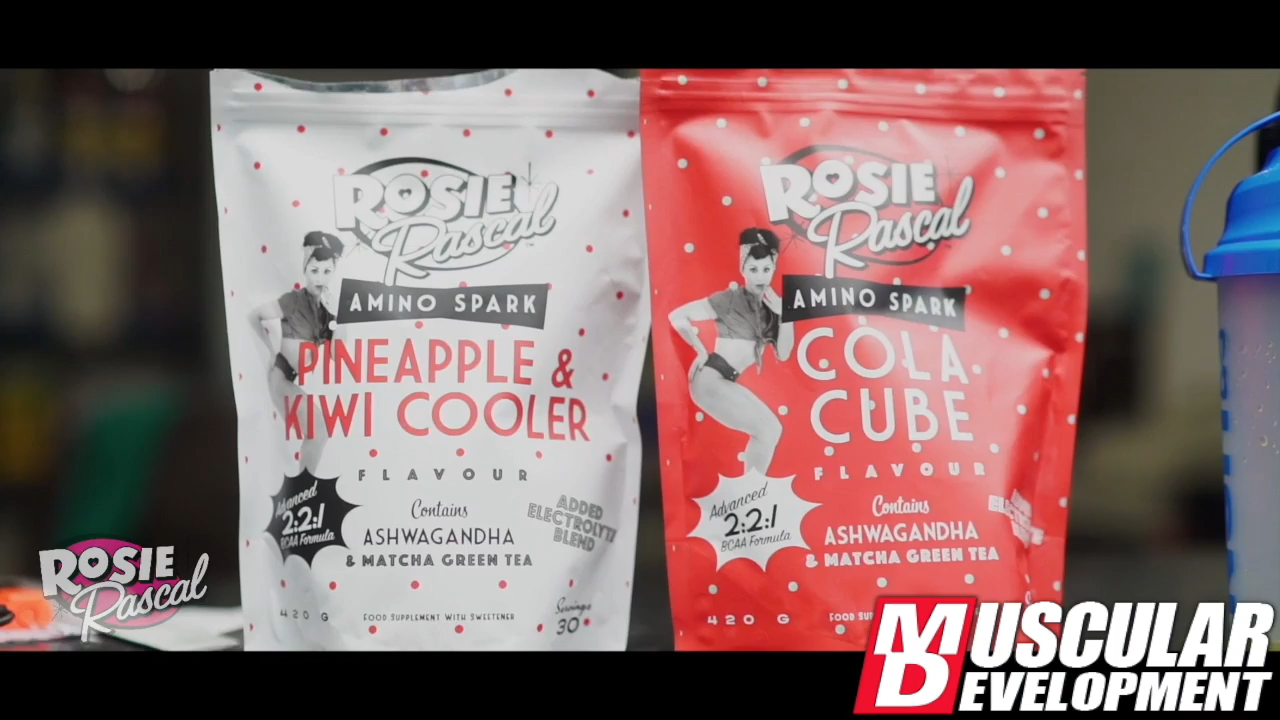 ROSIE
Rascal
AMINO SPARK
PINEAPPLE &
KIWI COOLER
FLAVOUR
Advanced
2:2:1
BCAA Formula
Contains
ASHWAGANDHA
& MATCHA GREEN TEA
ADDED
ELECTROLYTE
BLEND
420 G
FOOD SUPPLEMENT WITH SWEETENER
Servings
30
ROSIE
Rascal
AMINO SPARK
COLA
CUBE
FLAVOUR
Advanced
2:2:1
BCAA Formula
Contains
ASHWAGANDHA
& MATCHA GREEN TEA
420 G
FOOD
ROSIE
Rascal
MUSCULAR
DEVELOPMENT